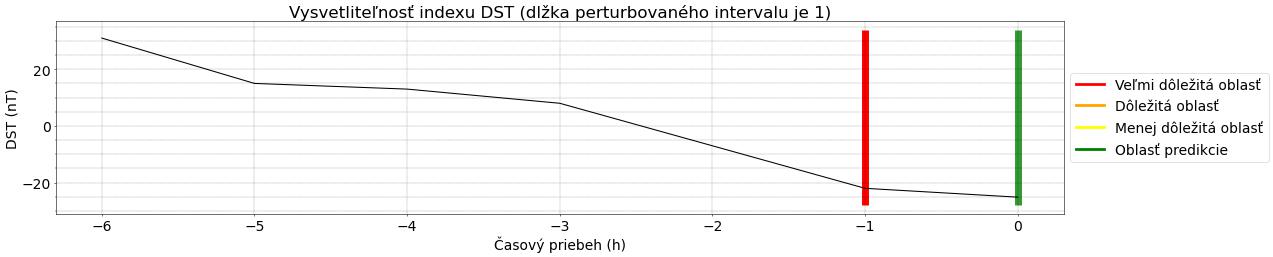 Vysvetliteľnosť indexu DST (dĺžka perturbovaného intervalu je 1)
DST (nT)
20
0
−20
−6 −5 −4 −3 −2 −1 0
Časový priebeh (h)
Veľmi dôležitá oblasť
Dôležitá oblasť
Menej dôležitá oblasť
Oblasť predikcie